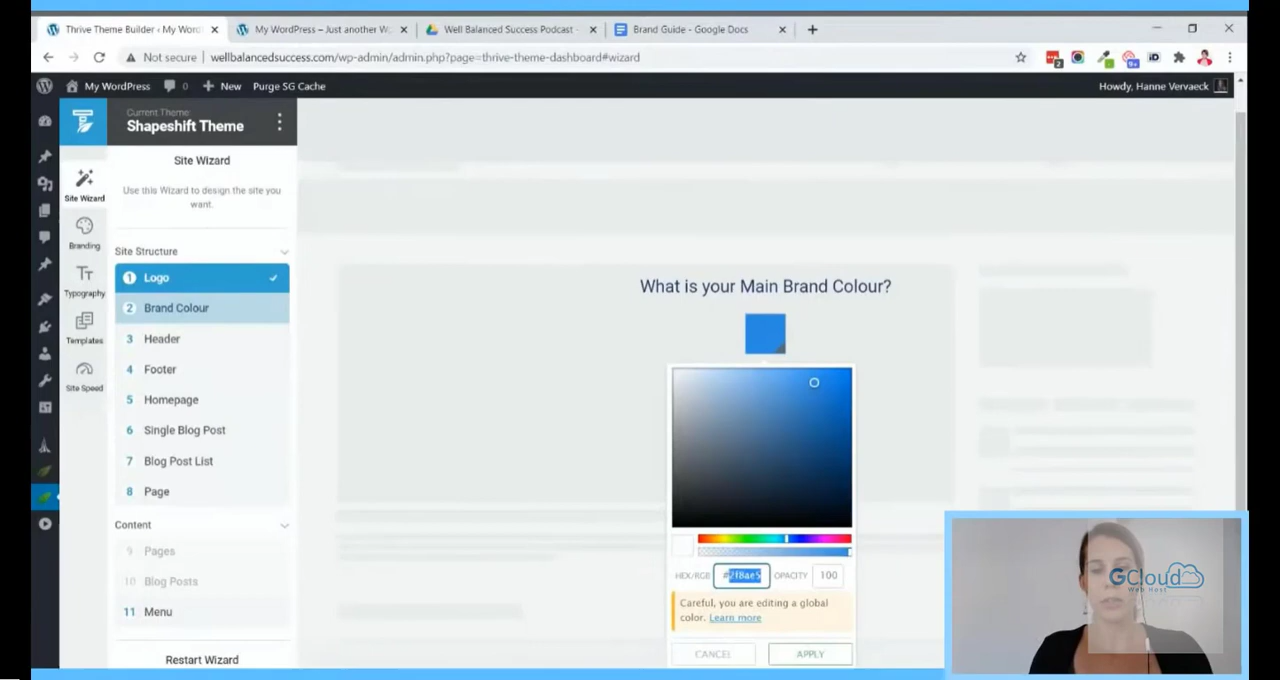 Thrive Theme Builder ‹ My Word
My WordPress – Just another W
Well Balanced Success Podcast -
Brand Guide - Google Docs
Not secure
wellbalancedsuccess.com/wp-admin/admin.php?page=thrive-theme-dashboard#wizard
2
9+
iD
My WordPress
0
New
Purge SG Cache
Howdy, Hanne Vervaeck
Current Theme:
Shapeshift Theme
Site Wizard
Use this Wizard to design the site you
want.
Site Wizard
Branding
Typography
Templates
Site Speed
Site Structure
1 Logo
2 Brand Colour
3 Header
4 Footer
5 Homepage
6 Single Blog Post
7 Blog Post List
8 Page
Content
9 Pages
10 Blog Posts
11 Menu
Restart Wizard
What is your Main Brand Colour?
HEX/RGB #2f8ae5 OPACITY 100
Careful, you are editing a global
color. Learn more
CANCEL
APPLY
GCloud
Web Host